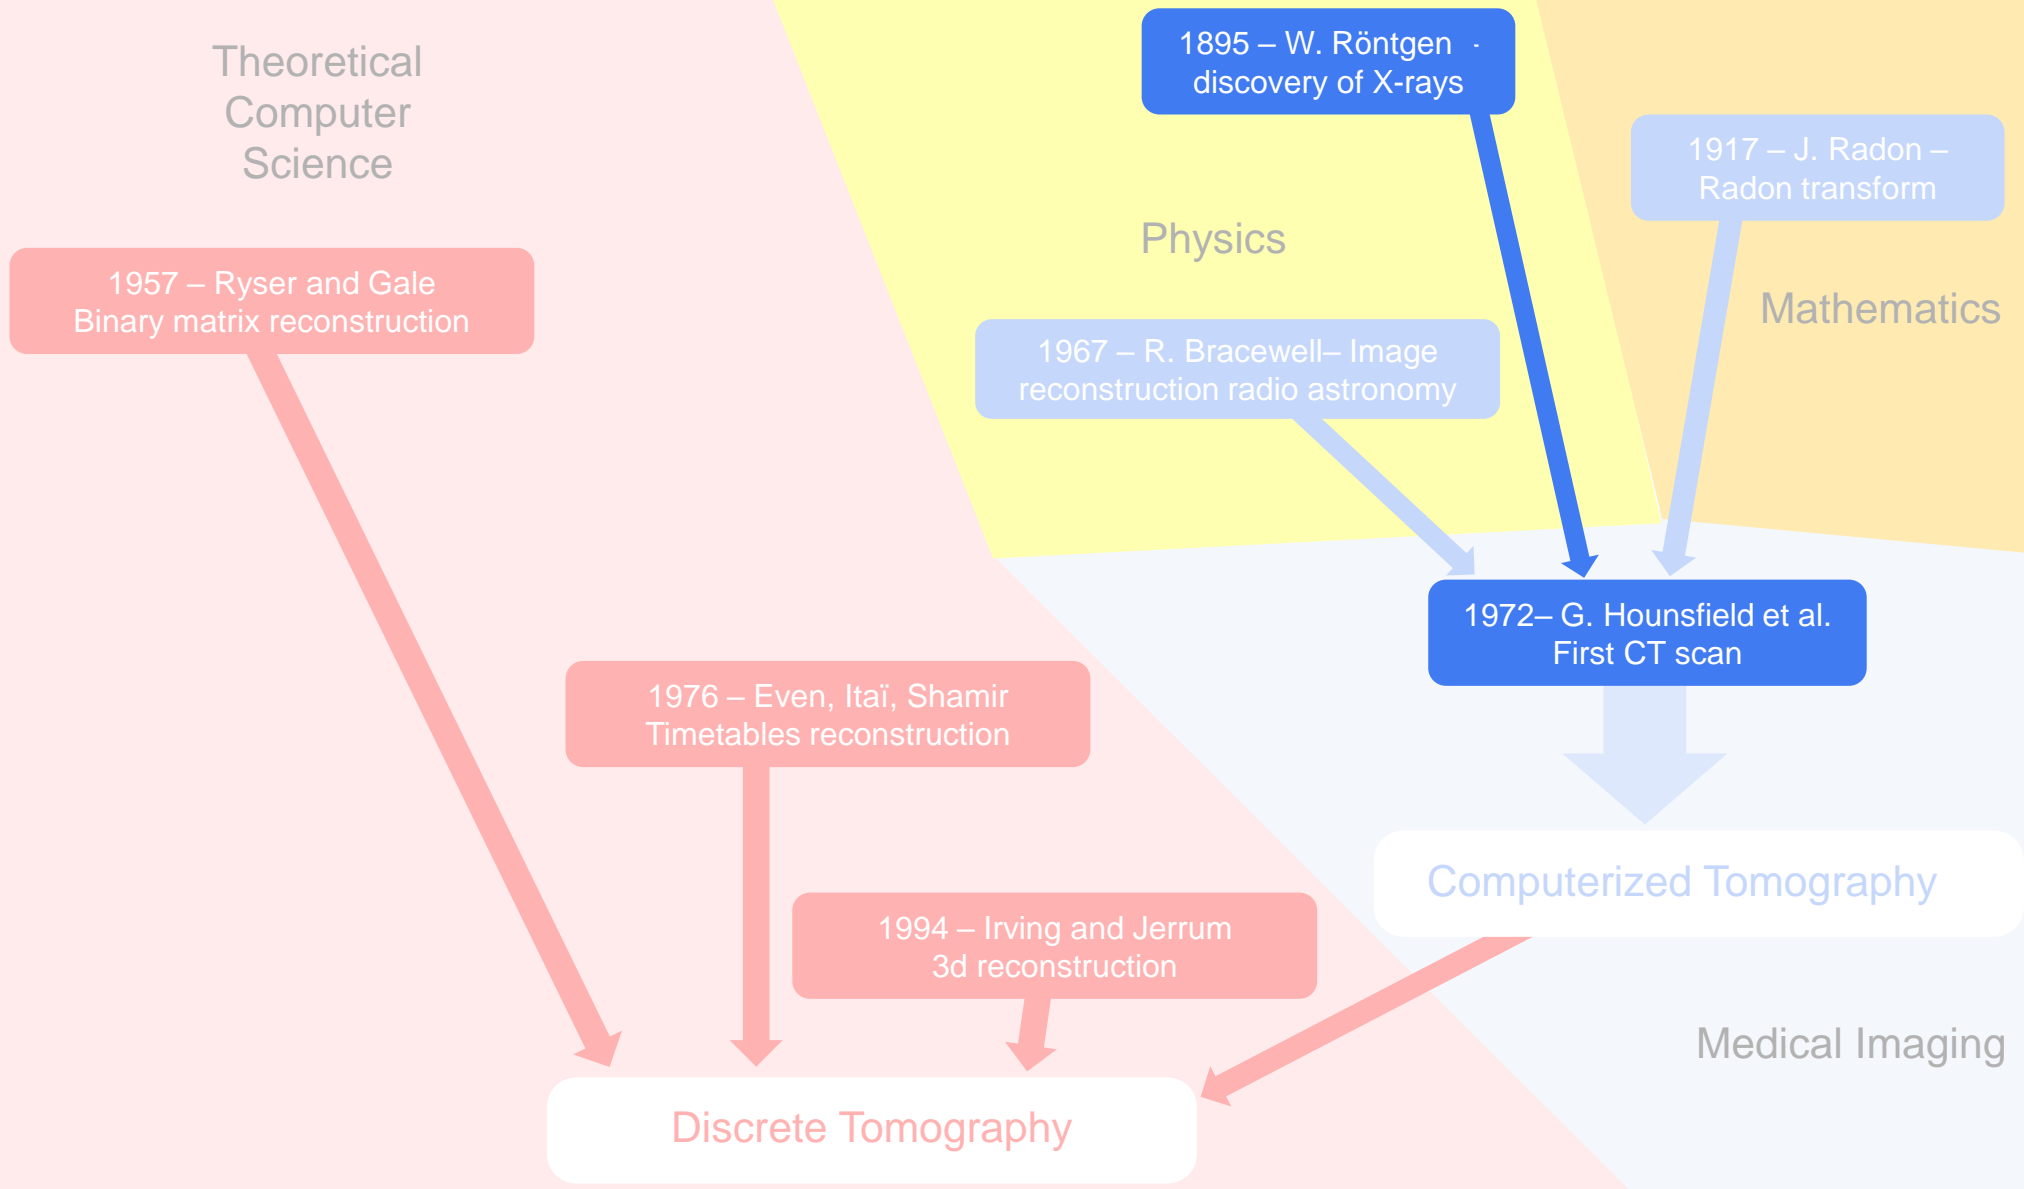 Theoretical
Computer
Science
1895 – W. Röntgen -
discovery of X-rays
1917 – J. Radon –
Radon transform
Physics
Mathematics
1957 – Ryser and Gale
Binary matrix reconstruction
1967 – R. Bracewell– Image
reconstruction radio astronomy
1972– G. Hounsfield et al.
First CT scan
1976 – Even, Itaï, Shamir
Timetables reconstruction
Computerized Tomography
1994 – Irving and Jerrum
3d reconstruction
Medical Imaging
Discrete Tomography